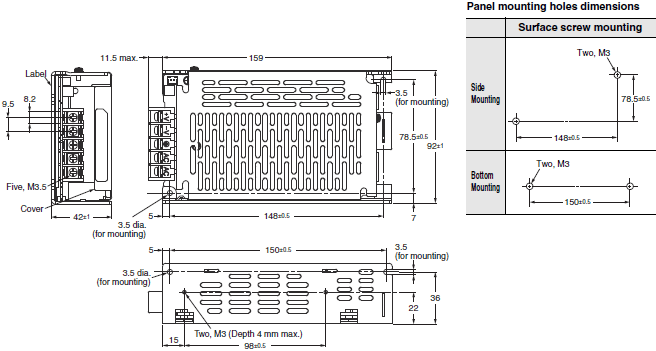 Panel mounting holes dimensions
Surface screw mounting
Side
Mounting
Two, M3
78.5±0.5
148±0.5
Bottom
Mounting
Two, M3
150±0.5
11.5 max.
159
Label
9.5
8.2
3.5
(for mounting)
78.5±0.5
92±1
Five, M3.5
Cover
42±1
5
148±0.5
7
3.5 dia.
(for mounting)
5
150±0.5
3.5
(for mounting)
3.5 dia.
(for mounting)
36
22
Two, M3 (Depth 4 mm max.)
15
98±0.5